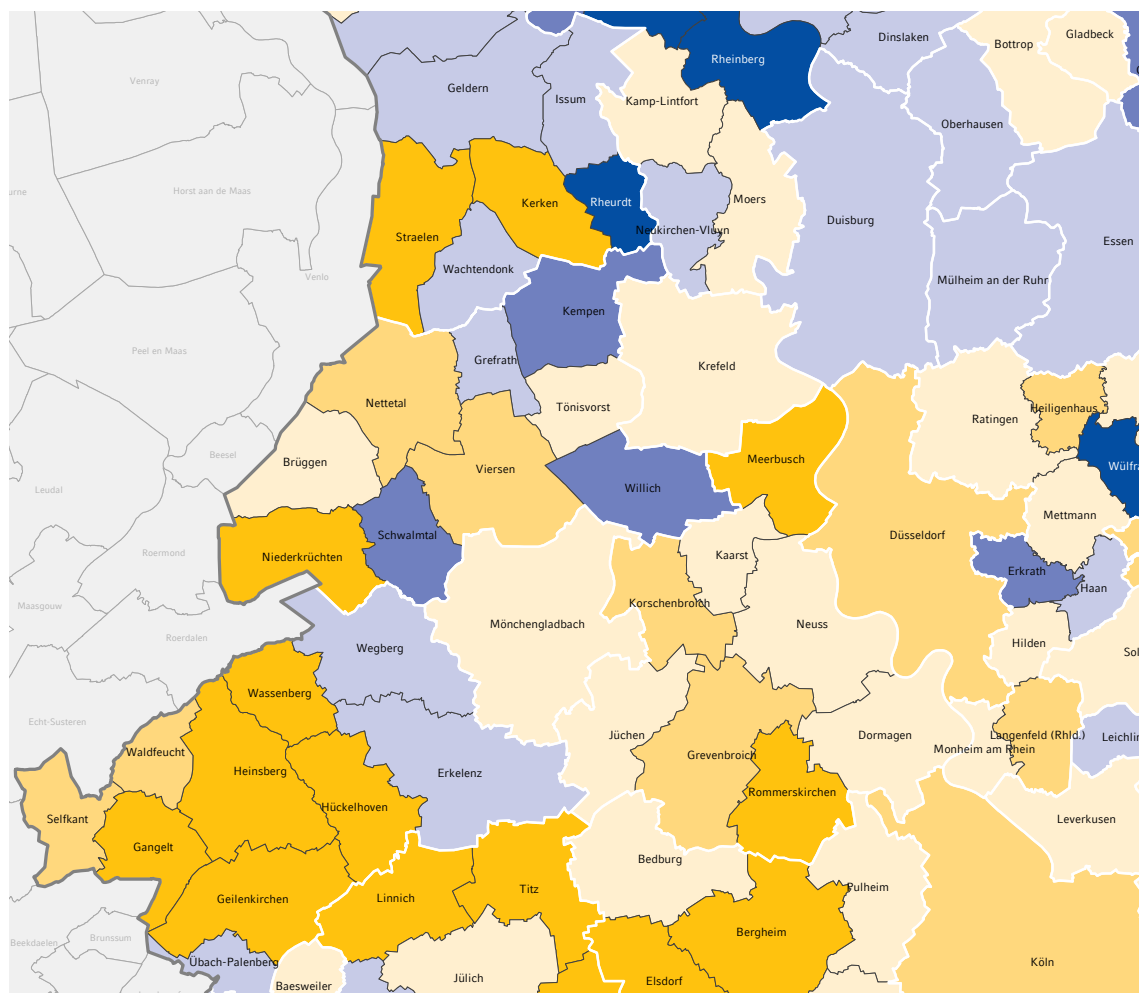 Dinslaken
Gladbeck
Bottrop
Rheinberg
Venray
Geldern
Issum
Kamp-Lintfort
Oberhausen
Horst aan de Maas
Kerken
Rheurdt
Moers
Duisburg
Neukirchen-Vluyn
Straelen
Essen
Wachtendonk
Venlo
Mülheim an der Ruhr
Kempen
Peel en Maas
Grefrath
Krefeld
Nettetal
Tönisvorst
Heiligenhaus
Ratingen
Beesel
Brüggen
Meerbusch
Viersen
Wülfra
Leudal
Willich
Mettmann
Schwalmtal
Düsseldorf
Roermond
Niederkrüchten
Kaarst
Erkrath
Haan
Maasgouw
Korschenbroich
Mönchengladbach
Neuss
Roerdalen
Hilden
Wegberg
Sol
Wassenberg
Echt-Susteren
Jüchen
Dormagen
Langenfeld (Rhld.)
Leichlin
Waldfeucht
Monheim am Rhein
Grevenbroich
Heinsberg
Erkelenz
Rommerskirchen
Hückelhoven
Selfkant
Leverkusen
Gangelt
Bedburg
Pulheim
Titz
Linnich
Geilenkirchen
Bergheim
Brunssum
Beekdaelen
Übach-Palenberg
Köln
Jülich
Elsdorf
Baesweiler